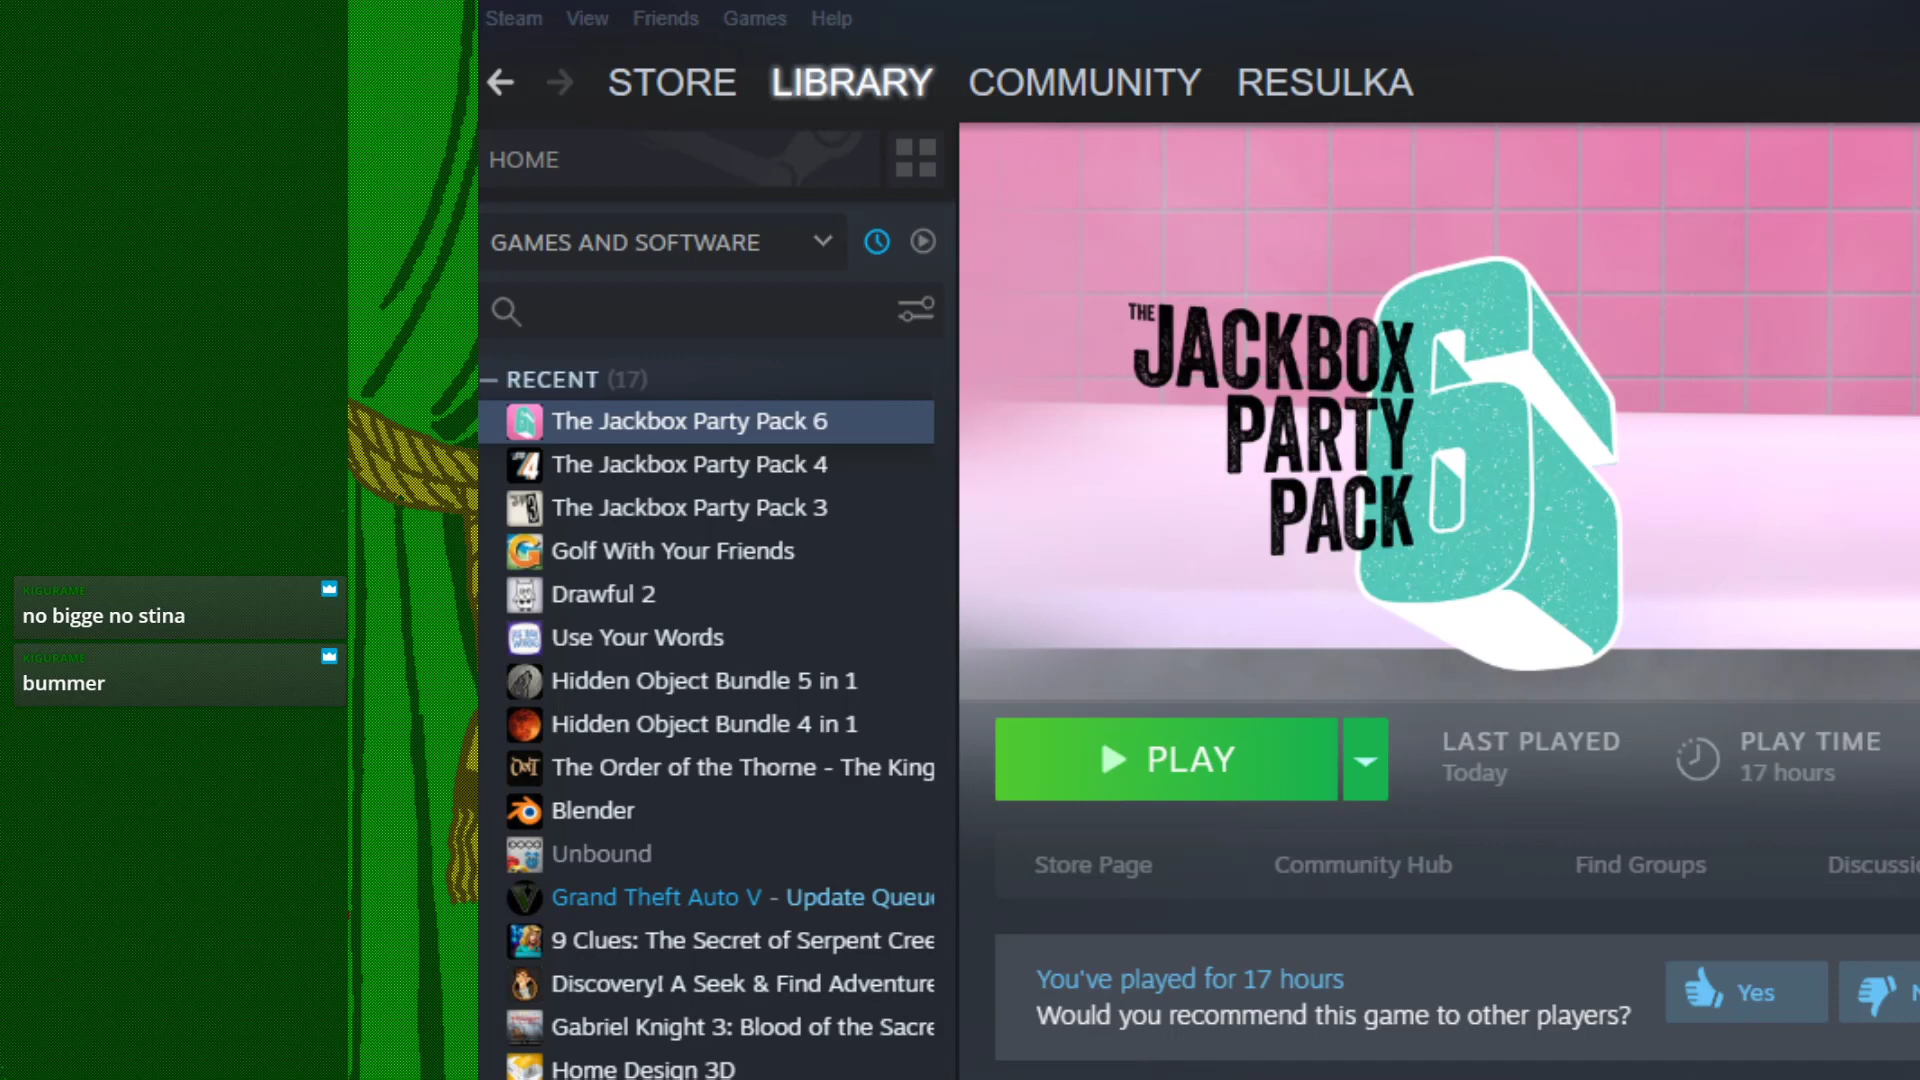 Steam View Friends Games Help
STORE LIBRARY COMMUNITY RESULKA
HOME
GAMES AND SOFTWARE
RECENT (17)
The Jackbox Party Pack 6
The Jackbox Party Pack 4
The Jackbox Party Pack 3
Golf With Your Friends
Drawful 2
Use Your Words
Hidden Object Bundle 5 in 1
Hidden Object Bundle 4 in 1
The Order of the Thorne - The King
Blender
Unbound
Grand Theft Auto V - Update Queue
9 Clues: The Secret of Serpent Cree
Discovery! A Seek & Find Adventure
Gabriel Knight 3: Blood of the Sacre
Home Design 3D
THE
JACKBOX
PARTY
PACK
6
PLAY
LAST PLAYED
Today
PLAY TIME
17 hours
Store Page Community Hub Find Groups Discussi
You've played for 17 hours
Would you recommend this game to other players?
Yes
KIGURAME
no bigge no stina
KIGURAME
bummer